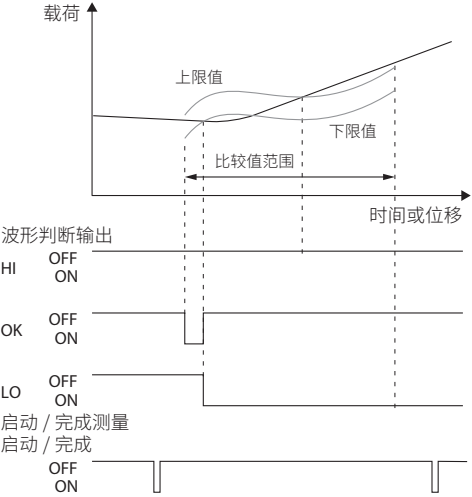 载荷
上限值
下限值
比较值范围
时间或位移
波形判断输出
HI OFF
ON
OK OFF
ON
LO OFF
ON
启动 / 完成测量
启动 / 完成
OFF
ON